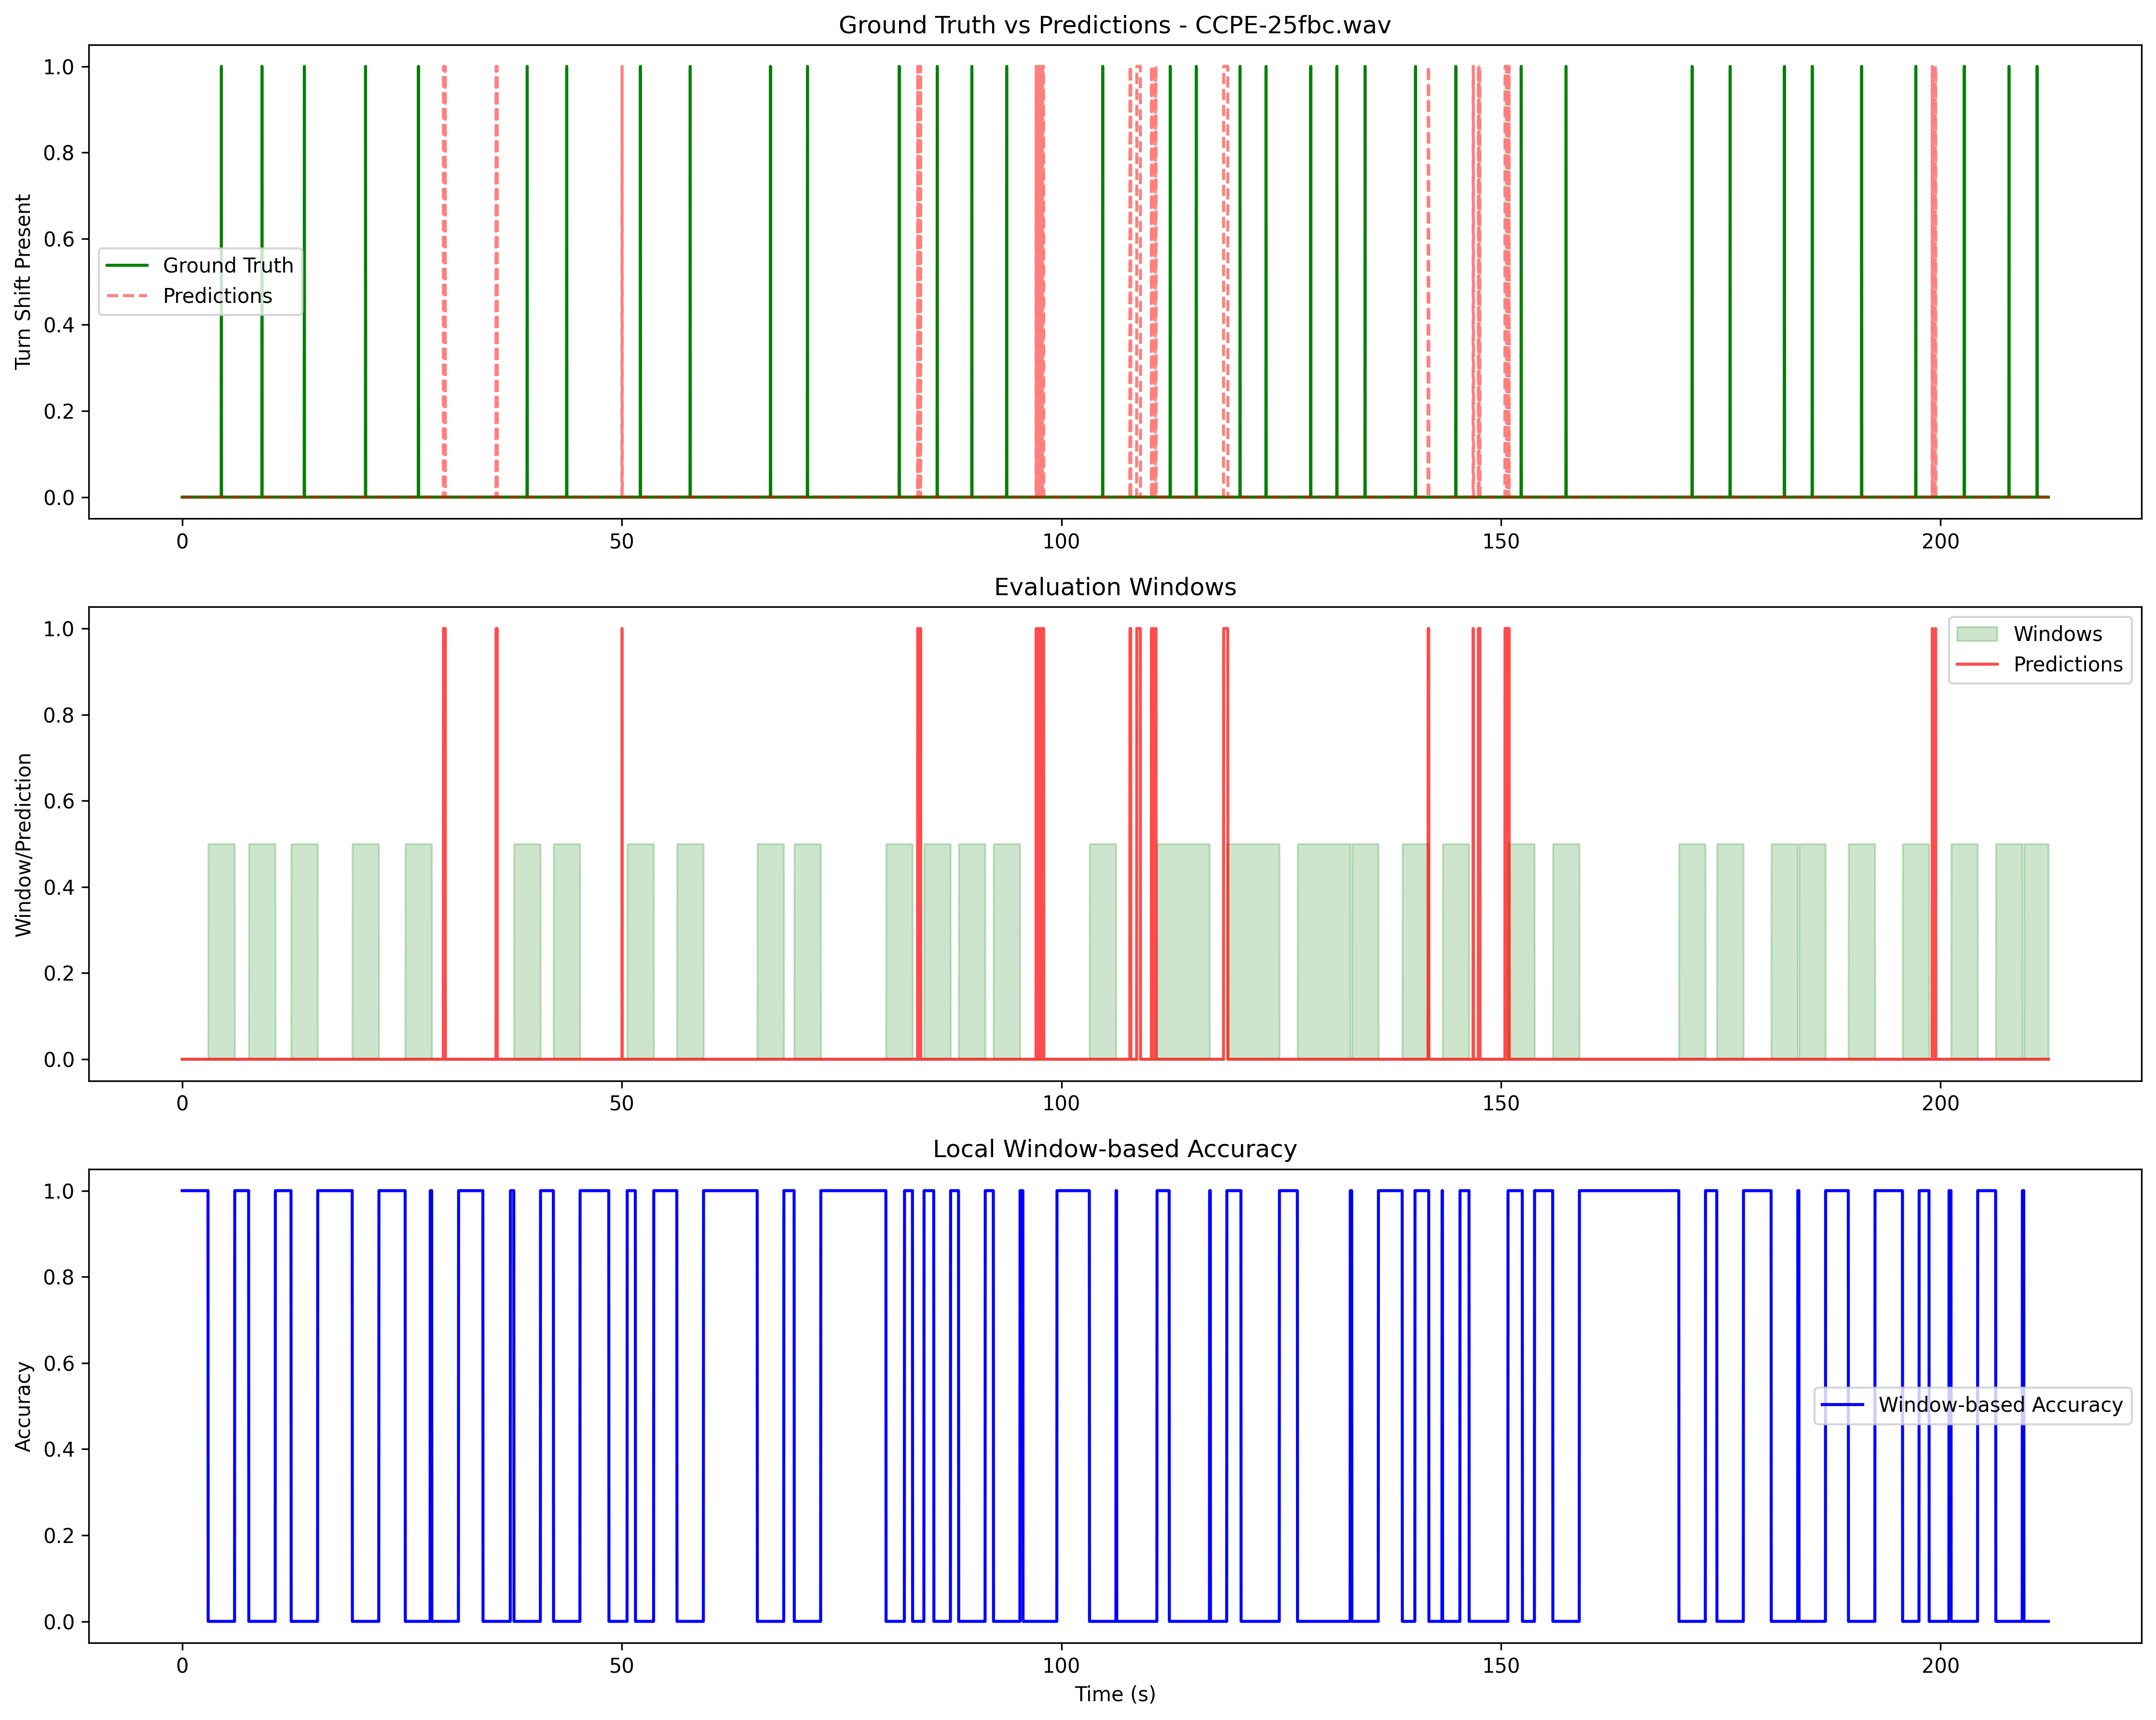 Ground Truth vs Predictions - CCPE-25fbc.wav
Turn Shift Present
1.0
0.8
0.6
0.4
0.2
0.0
Ground Truth
Predictions
0 50 100 150 200
Evaluation Windows
Window/Prediction
1.0
0.8
0.6
0.4
0.2
0.0
Windows
Predictions
0 50 100 150 200
Local Window-based Accuracy
Accuracy
1.0
0.8
0.6
0.4
0.2
0.0
Window-based Accuracy
0 50 100 150 200
Time (s)